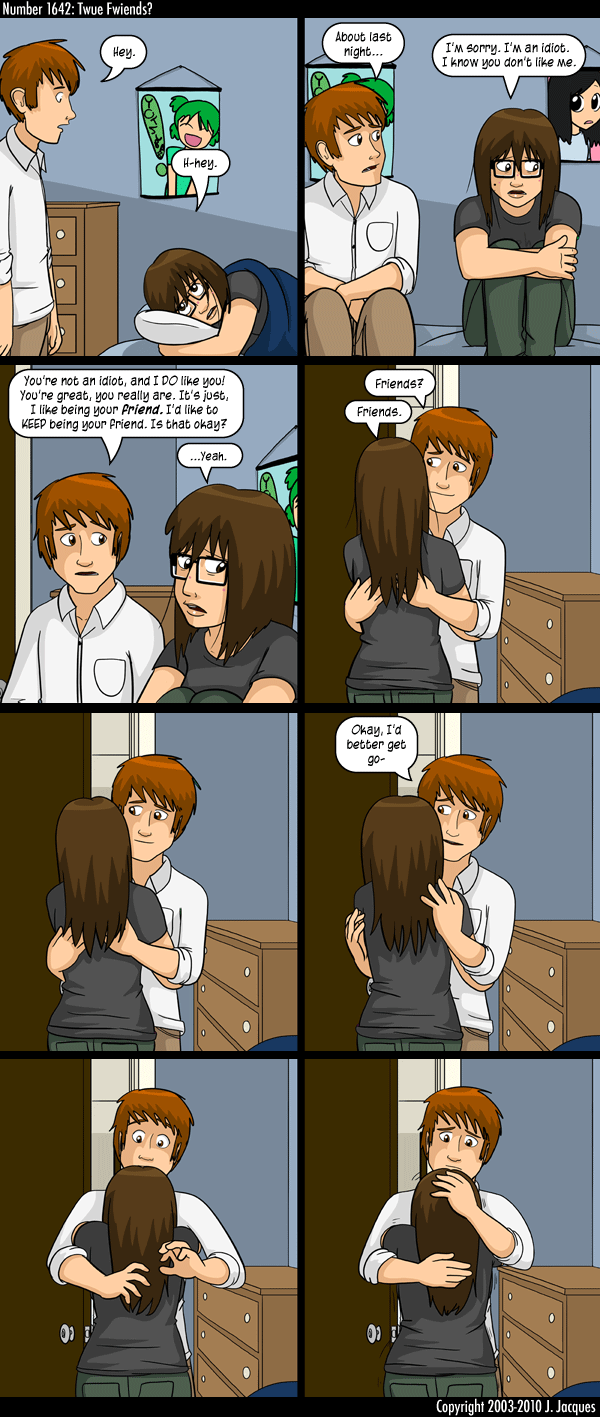 Number 1642: Twue Fwiends?
Hey.
H-hey.
About last
night...
I'm sorry. I'm an idiot.
I know you don't like me.
You're not an idiot, and I DO like you!
You're great, you really are. It's just,
I like being your friend. I'd like to
KEEP being your friend. Is that okay?
...Yeah.
Friends?
Friends.
Okay, I'd
better get
go-
Copyright 2003-2010 J. Jacques